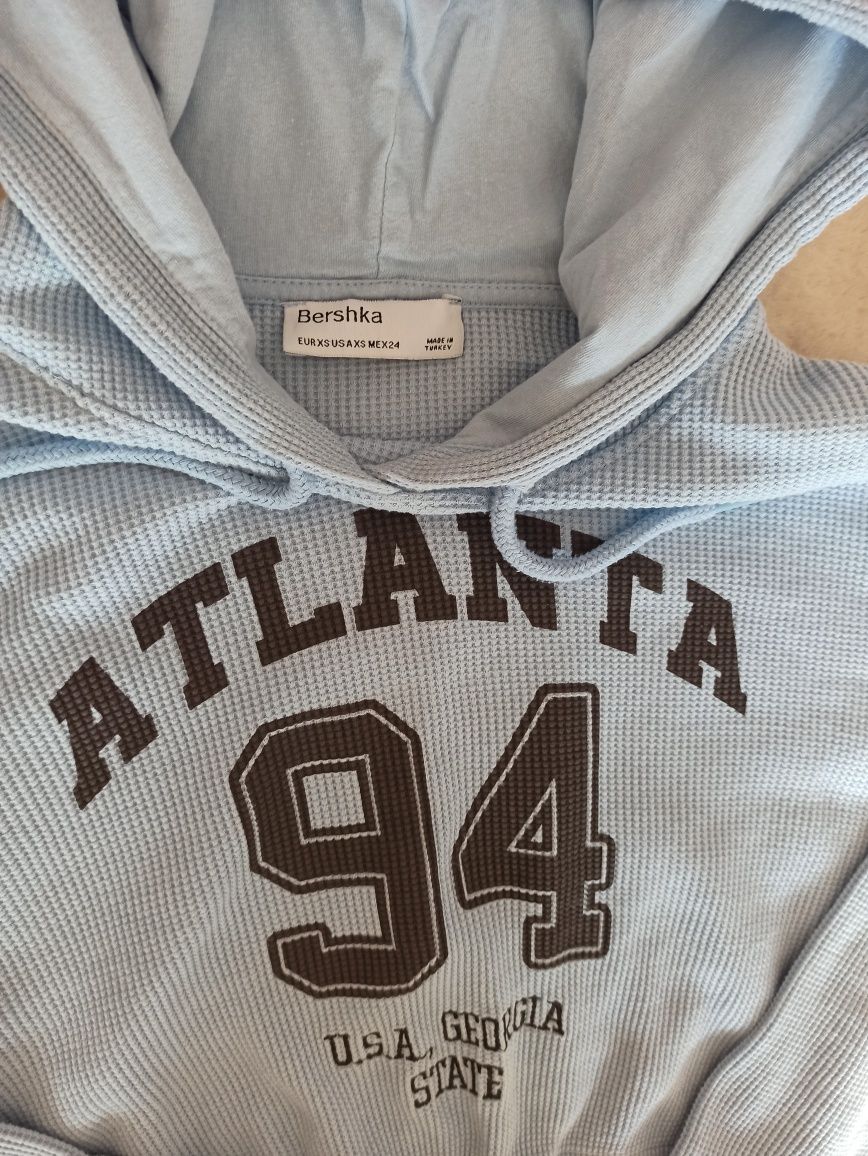 Bershka
EUR XS USA XS MEX 24
MADE IN
TURKEY
ATLANTA
94
U.S.A., GEORGIA
STATE